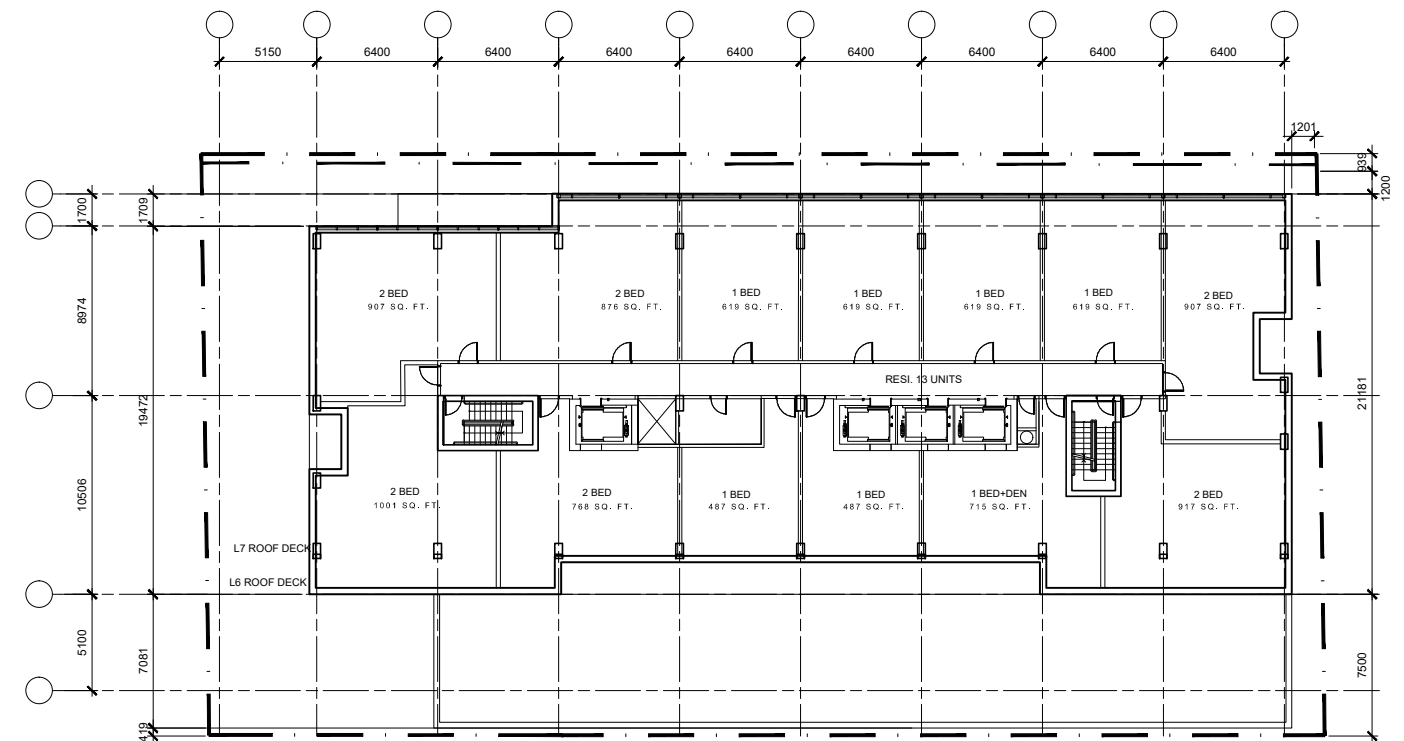 5150
6400
6400
6400
6400
6400
6400
6400
6400
1201
939
1200
1700
1709
8974
19472
10506
5100
7081
419
21181
7500
2 BED
907 SQ. FT.
2 BED
876 SQ. FT.
1 BED
619 SQ. FT.
1 BED
619 SQ. FT.
1 BED
619 SQ. FT.
1 BED
619 SQ. FT.
2 BED
907 SQ. FT.
RESI. 13 UNITS
2 BED
1001 SQ. FT.
2 BED
768 SQ. FT.
1 BED
487 SQ. FT.
1 BED
487 SQ. FT.
1 BED+DEN
715 SQ. FT.
2 BED
917 SQ. FT.
L7 ROOF DECK
L6 ROOF DECK